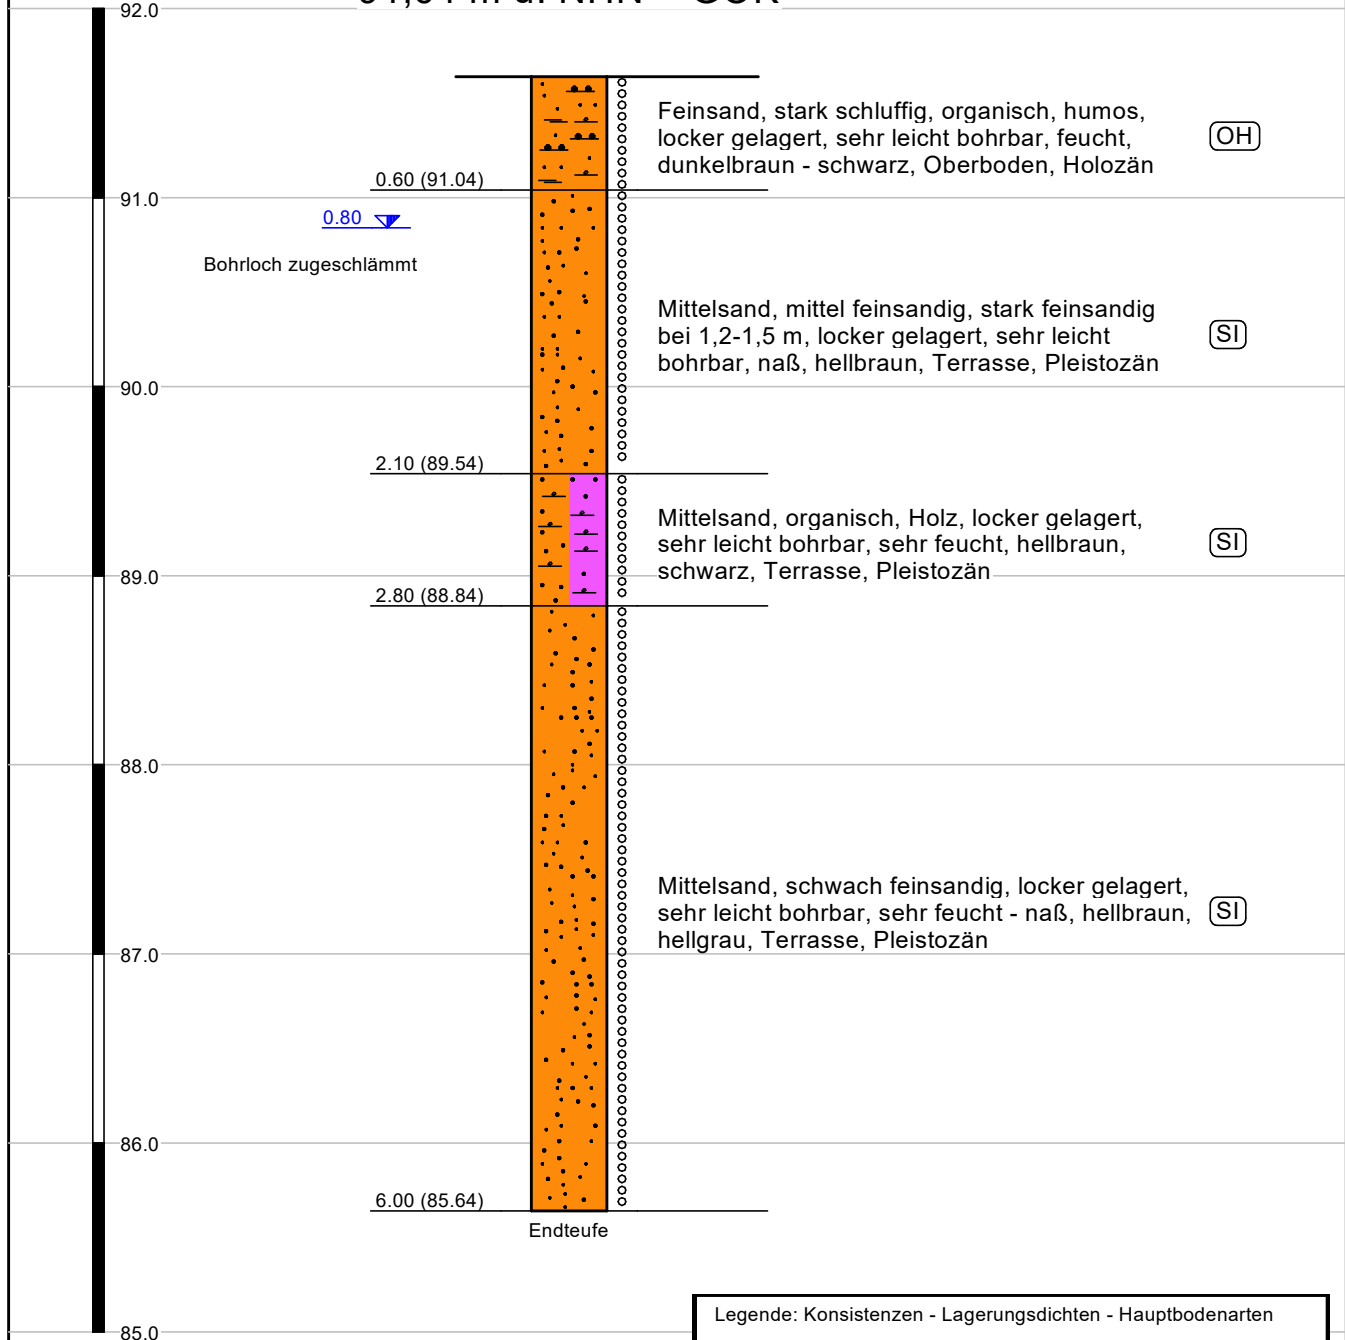 92.0
Feinsand, stark schluffig, organisch, humos,
locker gelagert, sehr leicht bohrbar, feucht,
dunkelbraun - schwarz, Oberboden, Holozän
OH
0.60 (91.04)
91.0
0.80
Bohrloch zugeschlämmt
Mittelsand, mittel feinsandig, stark feinsandig
bei 1,2-1,5 m, locker gelagert, sehr leicht
bohrbar, naß, hellbraun, Terrasse, Pleistozän
SI
90.0
2.10 (89.54)
Mittelsand, organisch, Holz, locker gelagert,
sehr leicht bohrbar, sehr feucht, hellbraun,
schwarz, Terrasse, Pleistozän
SI
89.0
2.80 (88.84)
88.0
Mittelsand, schwach feinsandig, locker gelagert,
sehr leicht bohrbar, sehr feucht - naß, hellbraun,
hellgrau, Terrasse, Pleistozän
SI
87.0
86.0
6.00 (85.64)
Endteufe
Legende: Konsistenzen - Lagerungsdichten - Hauptbodenarten
85.0